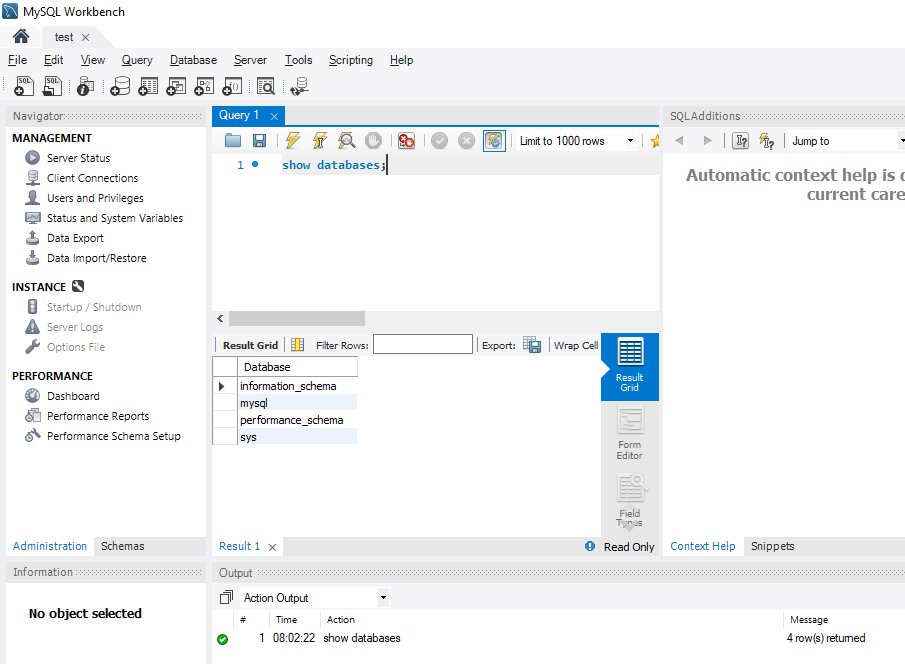 MySQL Workbench
test
File Edit View Query Database Server Tools Scripting Help
Navigator
MANAGEMENT
Server Status
Client Connections
Users and Privileges
Status and System Variables
Data Export
Data Import/Restore
INSTANCE
Startup / Shutdown
Server Logs
Options File
PERFORMANCE
Dashboard
Performance Reports
Performance Schema Setup
Administration Schemas
Information
No object selected
Query 1
Limit to 1000 rows
1 show databases;
Result Grid Filter Rows: Export: Wrap Cell
Database
information_schema
mysql
performance_schema
sys
Result
Grid
Form
Editor
Field
Types
Result 1 Read Only
SQLAdditions
Jump to
Automatic context help is
current care
Context Help Snippets
Output
Action Output
# Time Action Message
1 08:02:22 show databases 4 row(s) returned